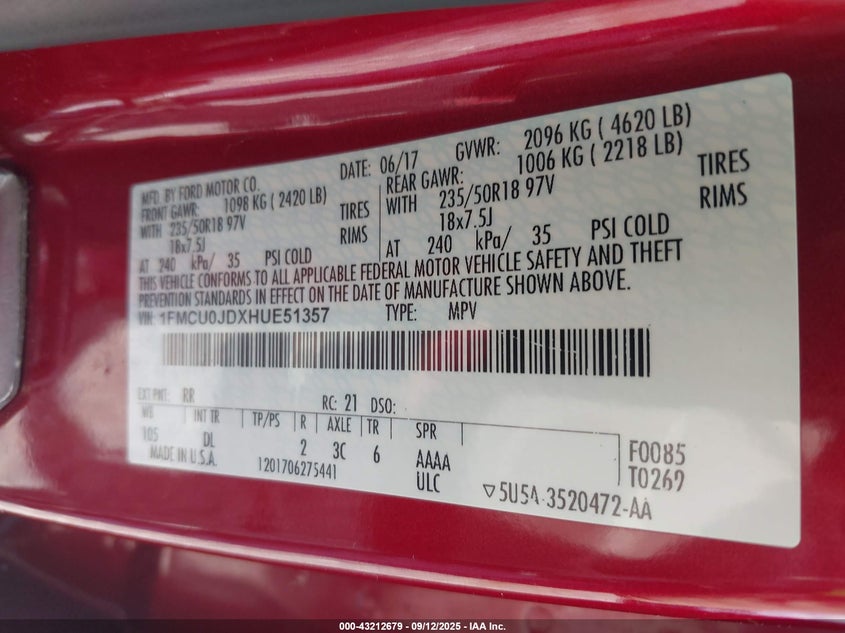 MFD. BY FORD MOTOR CO. DATE: 06/17 GVWR: 2096 KG ( 4620 LB)
FRONT GAWR: 1098 KG ( 2420 LB) REAR GAWR: 1006 KG ( 2218 LB)
WITH 235/50R18 97V TIRES WITH 235/50R18 97V TIRES
18x7.5J RIMS 18x7.5J RIMS
AT 240 kPa/ 35 PSI COLD AT 240 kPa/ 35 PSI COLD
THIS VEHICLE CONFORMS TO ALL APPLICABLE FEDERAL MOTOR VEHICLE SAFETY AND THEFT
PREVENTION STANDARDS IN EFFECT ON THE DATE OF MANUFACTURE SHOWN ABOVE.
VIN: 1FMCU0JDXHUE51357 TYPE: MPV
EXT PNT: RR RC: 21 DSO:
WB INT TR TP/PS R AXLE TR SPR
105 DL 2 3C 6 AAAA F0085
MADE IN U.S.A. 1201706275441 ULC T0269
▽5U5A-3520472-AA
000-43212679 - 09/12/2025 - IAA Inc.